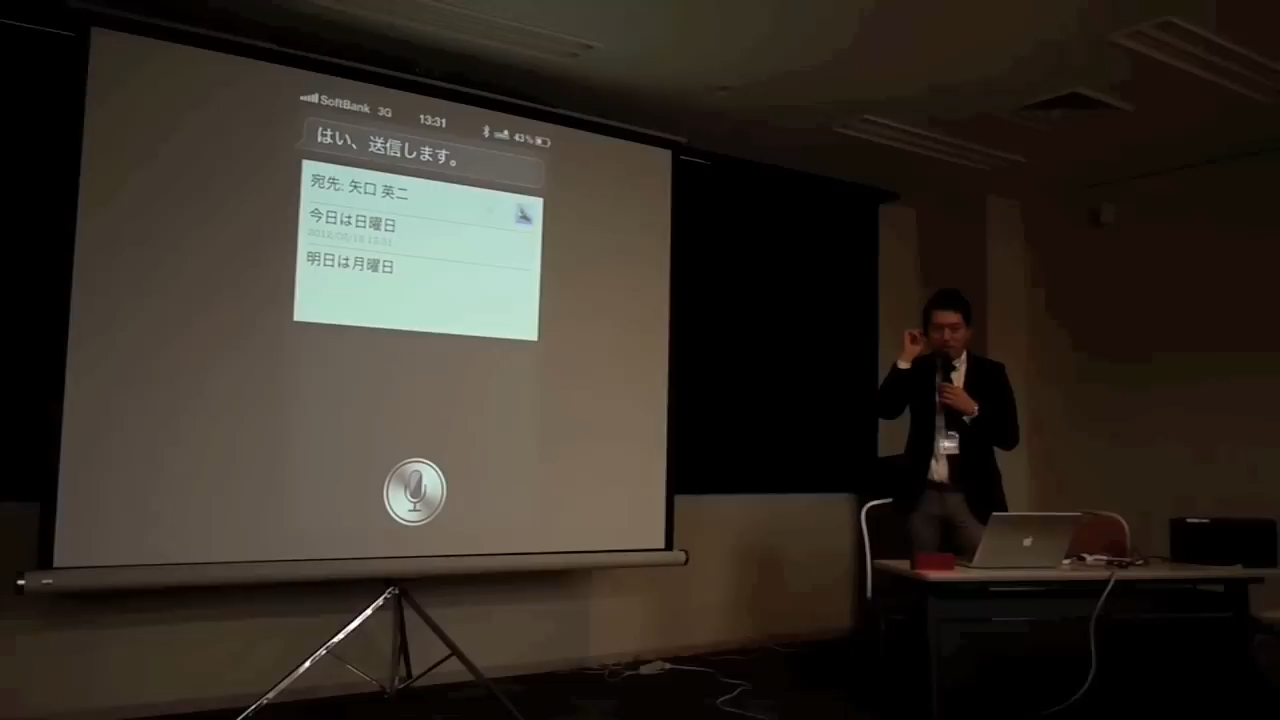 SoftBank 3G 13:31 43%
はい、送信します。
宛先: 矢口 英二
今日は日曜日
明日は月曜日